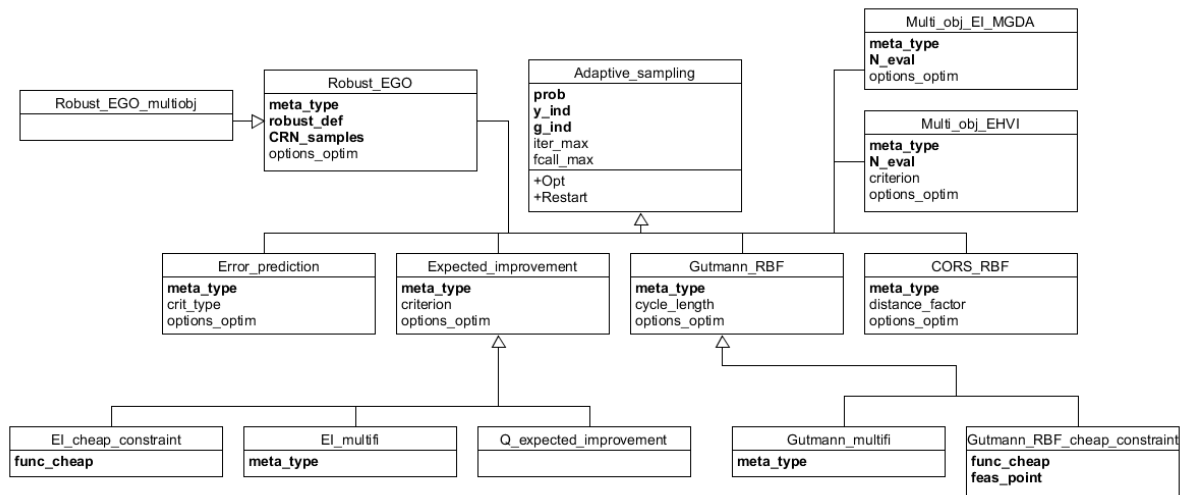 Multi_obj_EI_MGDA
meta_type
N_eval
options_optim
Adaptive_sampling
prob
y_ind
g_ind
iter_max
fcall_max
+Opt
+Restart
Robust_EGO
meta_type
robust_def
CRN_samples
options_optim
Robust_EGO_multiobj
Multi_obj_EHVI
meta_type
N_eval
criterion
options_optim
Error_prediction
meta_type
crit_type
options_optim
Expected_improvement
meta_type
criterion
options_optim
Gutmann_RBF
meta_type
cycle_length
options_optim
CORS_RBF
meta_type
distance_factor
options_optim
EI_cheap_constraint
func_cheap
EI_multifi
meta_type
Q_expected_improvement
Gutmann_multifi
meta_type
Gutmann_RBF_cheap_constraint
func_cheap
feas_point